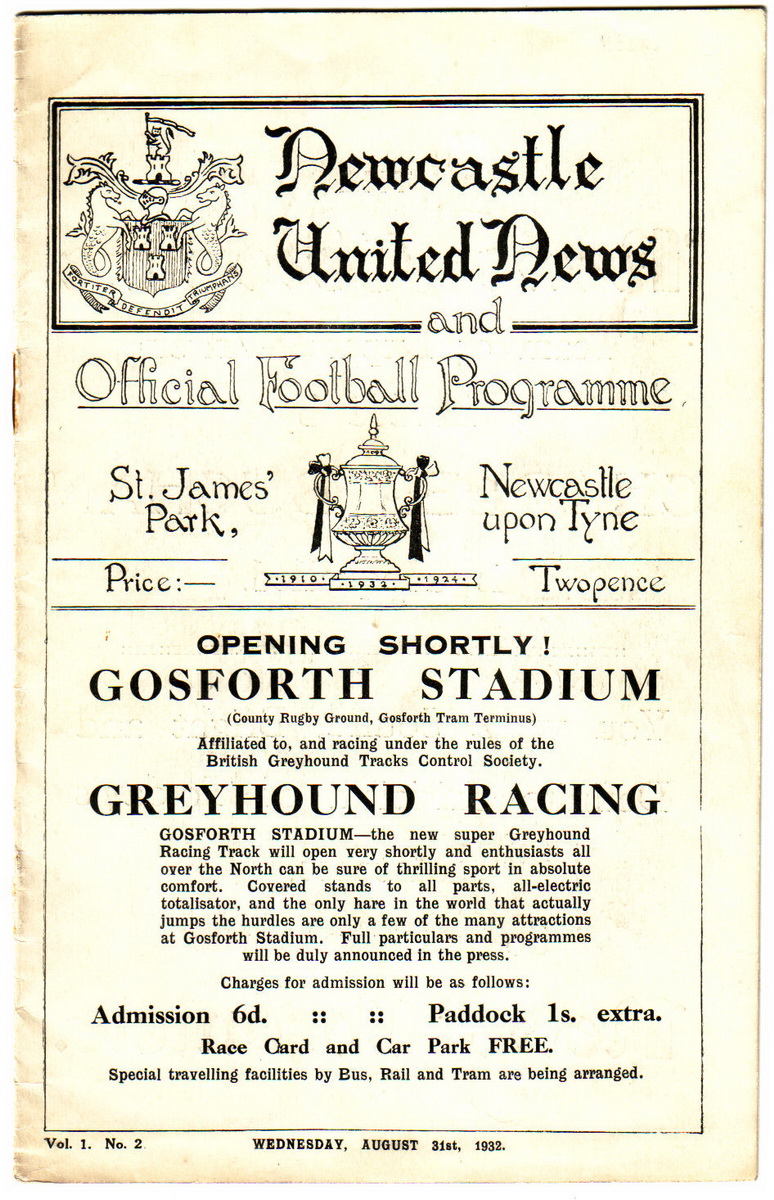 Newcastle
United News
FORTITER DEFENDIT TRIUMPHANS
and
Official Football Programme
St. James'
Park,
Newcastle
upon Tyne
Price:—
·1910· ·1932· ·1924·
Twopence
OPENING SHORTLY!
GOSFORTH STADIUM
(County Rugby Ground, Gosforth Tram Terminus)
Affiliated to, and racing under the rules of the
British Greyhound Tracks Control Society.
GREYHOUND RACING
GOSFORTH STADIUM—the new super Greyhound
Racing Track will open very shortly and enthusiasts all
over the North can be sure of thrilling sport in absolute
comfort. Covered stands to all parts, all-electric
totalisator, and the only hare in the world that actually
jumps the hurdles are only a few of the many attractions
at Gosforth Stadium. Full particulars and programmes
will be duly announced in the press.
Charges for admission will be as follows:
Admission 6d. :: :: Paddock 1s. extra.
Race Card and Car Park FREE.
Special travelling facilities by Bus, Rail and Tram are being arranged.
Vol. 1. No. 2 WEDNESDAY, AUGUST 31st, 1932.